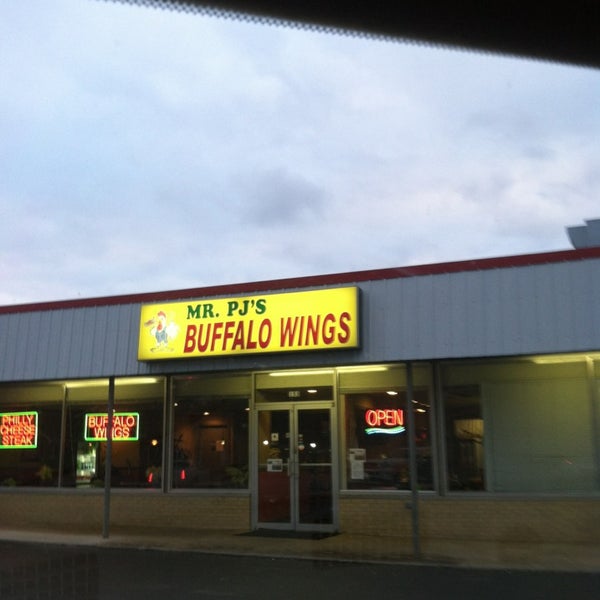 MR. PJ'S
BUFFALO WINGS
PHILLY
CHEESE
STEAK
BUFFALO
WINGS
OPEN